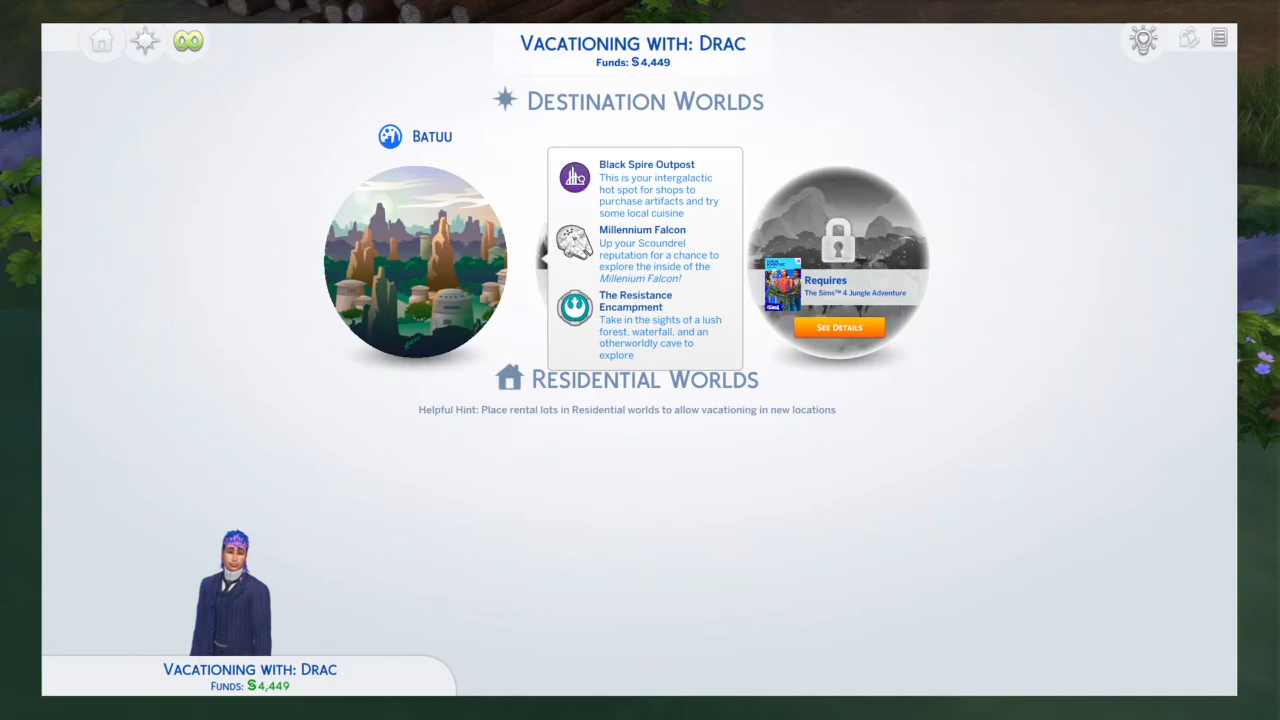 VACATIONING WITH: DRAC
Funds: §4,449
DESTINATION WORLDS
BATUU
Black Spire Outpost
This is your intergalactic
hot spot for shops to
purchase artifacts and try
some local cuisine
Millennium Falcon
Up your Scoundrel
reputation for a chance to
explore the inside of the
Millenium Falcon!
The Resistance
Encampment
Take in the sights of a lush
forest, waterfall, and an
otherworldly cave to
explore
Requires
The Sims™ 4 Jungle Adventure
SEE DETAILS
RESIDENTIAL WORLDS
Helpful Hint: Place rental lots in Residential worlds to allow vacationing in new locations
VACATIONING WITH: DRAC
FUNDS: §4,449